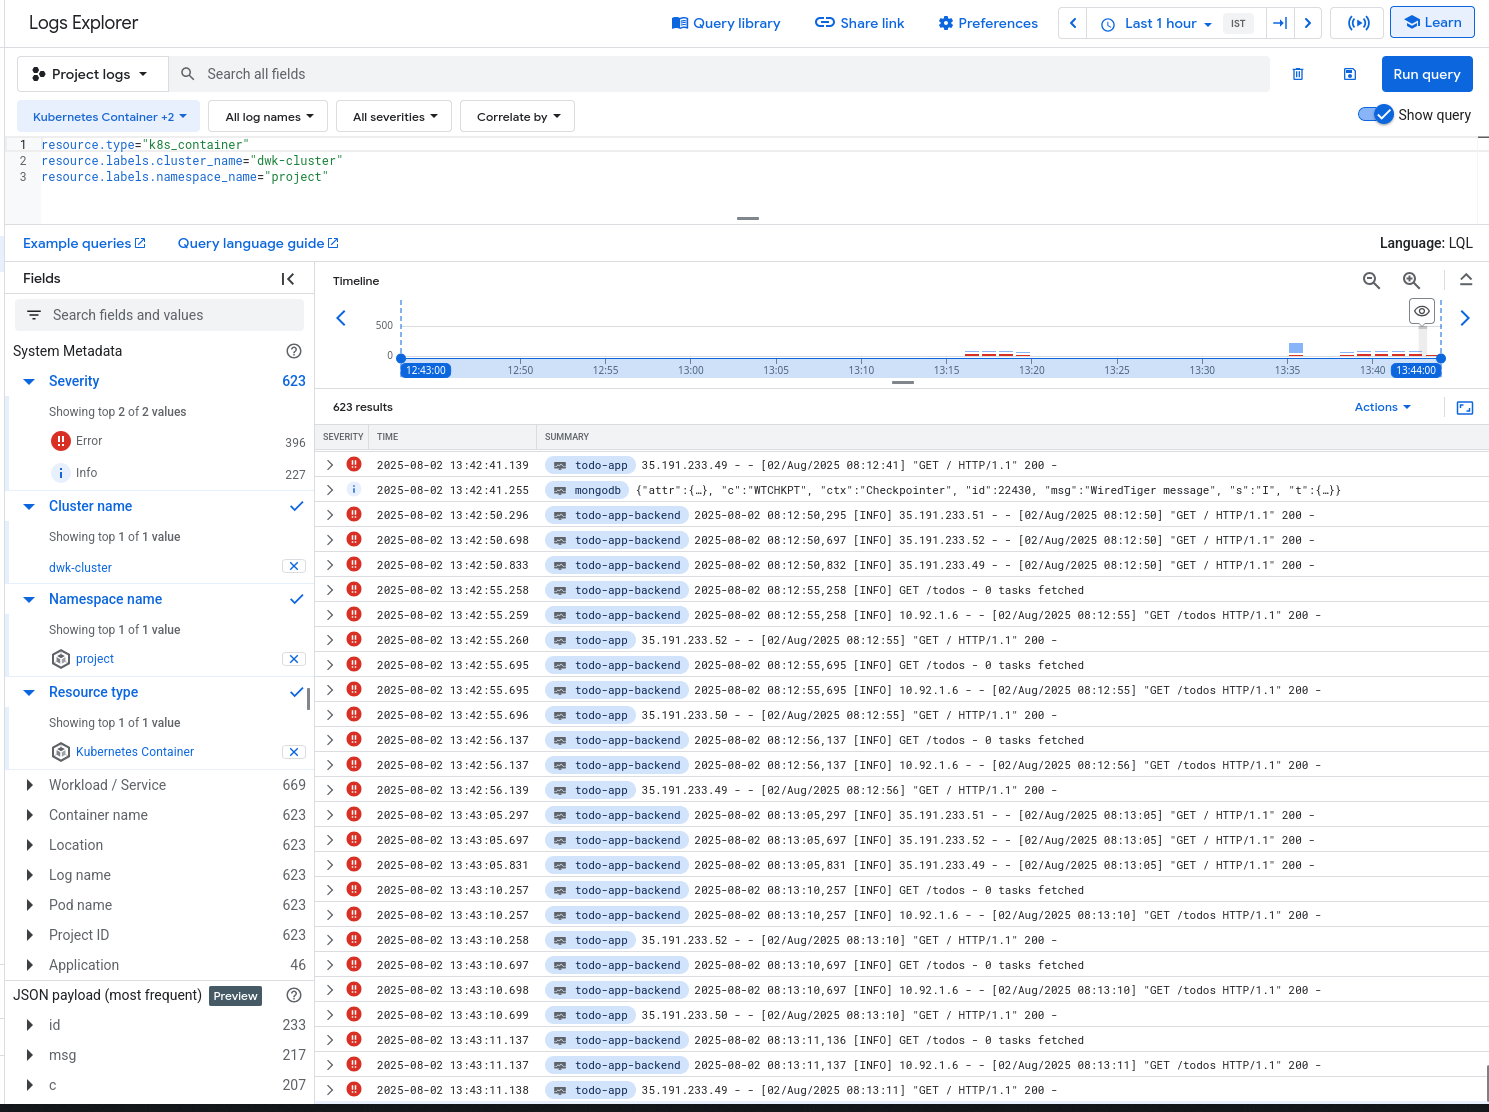 Logs Explorer
Query library
Share link
Preferences
Last 1 hour
IST
Learn
Project logs
Search all fields
Run query
Kubernetes Container +2
All log names
All severities
Correlate by
Show query
1 resource.type="k8s_container"
2 resource.labels.cluster_name="dwk-cluster"
3 resource.labels.namespace_name="project"
Example queries
Query language guide
Language: LQL
Fields
Search fields and values
System Metadata
Severity 623
Showing top 2 of 2 values
Error 396
Info 227
Cluster name
Showing top 1 of 1 value
dwk-cluster
Namespace name
Showing top 1 of 1 value
project
Resource type
Showing top 1 of 1 value
Kubernetes Container
Workload / Service 669
Container name 623
Location 623
Log name 623
Pod name 623
Project ID 623
Application 46
JSON payload (most frequent) Preview
id 233
msg 217
c 207
Timeline
500
0
12:43:00 12:50 12:55 13:00 13:05 13:10 13:15 13:20 13:25 13:30 13:35 13:40 13:44:00
623 results
Actions
SEVERITY TIME SUMMARY
2025-08-02 13:42:41.139 todo-app 35.191.233.49 - - [02/Aug/2025 08:12:41] "GET / HTTP/1.1" 200 -
2025-08-02 13:42:41.255 mongodb {"attr":{…}, "c":"WTCHKPT", "ctx":"Checkpointer", "id":22430, "msg":"WiredTiger message", "s":"I", "t":{…}}
2025-08-02 13:42:50.296 todo-app-backend 2025-08-02 08:12:50,295 [INFO] 35.191.233.51 - - [02/Aug/2025 08:12:50] "GET / HTTP/1.1" 200 -
2025-08-02 13:42:50.698 todo-app-backend 2025-08-02 08:12:50,697 [INFO] 35.191.233.52 - - [02/Aug/2025 08:12:50] "GET / HTTP/1.1" 200 -
2025-08-02 13:42:50.833 todo-app-backend 2025-08-02 08:12:50,832 [INFO] 35.191.233.49 - - [02/Aug/2025 08:12:50] "GET / HTTP/1.1" 200 -
2025-08-02 13:42:55.258 todo-app-backend 2025-08-02 08:12:55,258 [INFO] GET /todos - 0 tasks fetched
2025-08-02 13:42:55.259 todo-app-backend 2025-08-02 08:12:55,258 [INFO] 10.92.1.6 - - [02/Aug/2025 08:12:55] "GET /todos HTTP/1.1" 200 -
2025-08-02 13:42:55.260 todo-app 35.191.233.52 - - [02/Aug/2025 08:12:55] "GET / HTTP/1.1" 200 -
2025-08-02 13:42:55.695 todo-app-backend 2025-08-02 08:12:55,695 [INFO] GET /todos - 0 tasks fetched
2025-08-02 13:42:55.695 todo-app-backend 2025-08-02 08:12:55,695 [INFO] 10.92.1.6 - - [02/Aug/2025 08:12:55] "GET /todos HTTP/1.1" 200 -
2025-08-02 13:42:55.696 todo-app 35.191.233.50 - - [02/Aug/2025 08:12:55] "GET / HTTP/1.1" 200 -
2025-08-02 13:42:56.137 todo-app-backend 2025-08-02 08:12:56,137 [INFO] GET /todos - 0 tasks fetched
2025-08-02 13:42:56.137 todo-app-backend 2025-08-02 08:12:56,137 [INFO] 10.92.1.6 - - [02/Aug/2025 08:12:56] "GET /todos HTTP/1.1" 200 -
2025-08-02 13:42:56.139 todo-app 35.191.233.49 - - [02/Aug/2025 08:12:56] "GET / HTTP/1.1" 200 -
2025-08-02 13:43:05.297 todo-app-backend 2025-08-02 08:13:05,297 [INFO] 35.191.233.51 - - [02/Aug/2025 08:13:05] "GET / HTTP/1.1" 200 -
2025-08-02 13:43:05.697 todo-app-backend 2025-08-02 08:13:05,697 [INFO] 35.191.233.52 - - [02/Aug/2025 08:13:05] "GET / HTTP/1.1" 200 -
2025-08-02 13:43:05.831 todo-app-backend 2025-08-02 08:13:05,831 [INFO] 35.191.233.49 - - [02/Aug/2025 08:13:05] "GET / HTTP/1.1" 200 -
2025-08-02 13:43:10.257 todo-app-backend 2025-08-02 08:13:10,257 [INFO] GET /todos - 0 tasks fetched
2025-08-02 13:43:10.257 todo-app-backend 2025-08-02 08:13:10,257 [INFO] 10.92.1.6 - - [02/Aug/2025 08:13:10] "GET /todos HTTP/1.1" 200 -
2025-08-02 13:43:10.258 todo-app 35.191.233.52 - - [02/Aug/2025 08:13:10] "GET / HTTP/1.1" 200 -
2025-08-02 13:43:10.697 todo-app-backend 2025-08-02 08:13:10,697 [INFO] GET /todos - 0 tasks fetched
2025-08-02 13:43:10.698 todo-app-backend 2025-08-02 08:13:10,697 [INFO] 10.92.1.6 - - [02/Aug/2025 08:13:10] "GET /todos HTTP/1.1" 200 -
2025-08-02 13:43:10.699 todo-app 35.191.233.50 - - [02/Aug/2025 08:13:10] "GET / HTTP/1.1" 200 -
2025-08-02 13:43:11.137 todo-app-backend 2025-08-02 08:13:11,136 [INFO] GET /todos - 0 tasks fetched
2025-08-02 13:43:11.137 todo-app-backend 2025-08-02 08:13:11,137 [INFO] 10.92.1.6 - - [02/Aug/2025 08:13:11] "GET /todos HTTP/1.1" 200 -
2025-08-02 13:43:11.138 todo-app 35.191.233.49 - - [02/Aug/2025 08:13:11] "GET / HTTP/1.1" 200 -